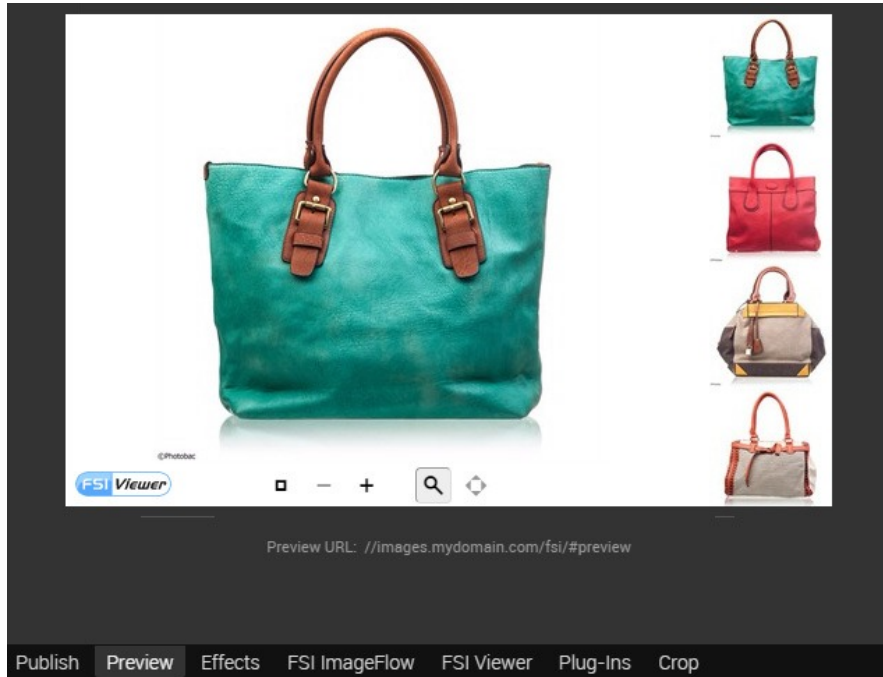 ©Photobac
FSI Viewer
Preview URL: //images.mydomain.com/fsi/#preview
Publish Preview Effects FSI ImageFlow FSI Viewer Plug-Ins Crop